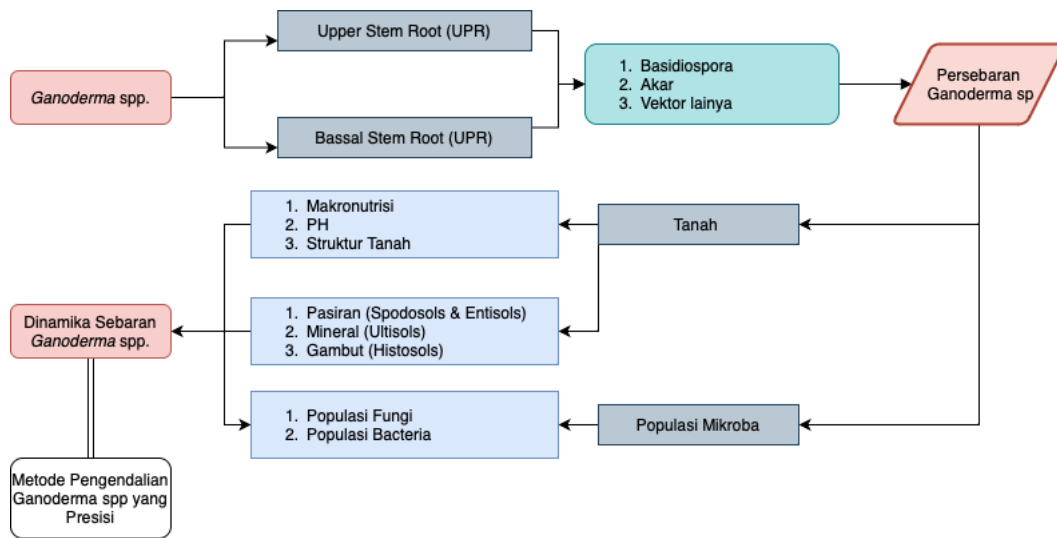 Ganoderma spp.
Upper Stem Root (UPR)
Bassal Stem Root (UPR)
1. Basidiospora
2. Akar
3. Vektor lainya
Persebaran
Ganoderma sp
1. Makronutrisi
2. PH
3. Struktur Tanah
Tanah
1. Pasiran (Spodosols & Entisols)
2. Mineral (Ultisols)
3. Gambut (Histosols)
Dinamika Sebaran
Ganoderma spp.
1. Populasi Fungi
2. Populasi Bacteria
Populasi Mikroba
Metode Pengendalian
Ganoderma spp yang
Presisi